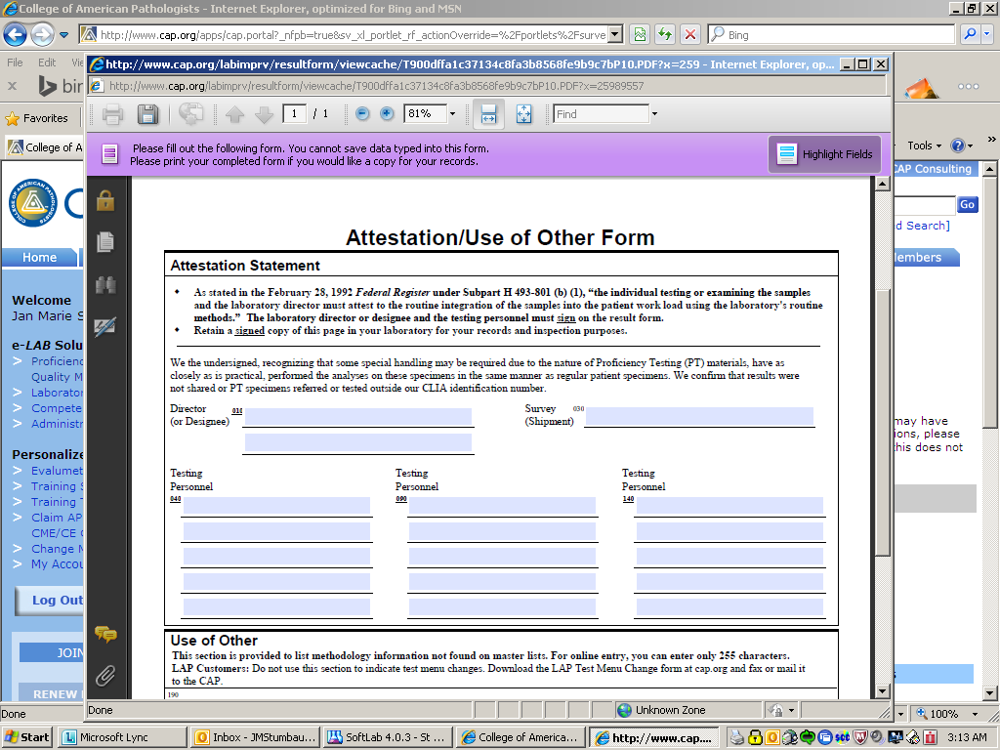 College of American Pathologists - Internet Explorer, optimized for Bing and MSN
http://www.cap.org/apps/cap.portal?_nfpb=true&sv_xl_portlet_rf_actionOverride=%2Fportlets%2Fsurve
Bing
File Edit Vi
http://www.cap.org/labimprv/resultform/viewcache/T900dffa1c37134c8fa3b8568fe9b9c7bP10.PDF?x=259 - Internet Explorer, op...
bin
http://www.cap.org/labimprv/resultform/viewcache/T900dffa1c37134c8fa3b8568fe9b9c7bP10.PDF?x=25989557
Favorites
1 / 1
81%
Find
College of A
Please fill out the following form. You cannot save data typed into this form.
Please print your completed form if you would like a copy for your records.
Highlight Fields
Tools
CAP Consulting
COLLEGE OF AMERICAN PATHOLOGISTS
C
Go
d Search]
Home
embers
Attestation/Use of Other Form
Attestation Statement
• As stated in the February 28, 1992 Federal Register under Subpart H 493-801 (b) (1), “the individual testing or examining the samples
and the laboratory director must attest to the routine integration of the samples into the patient work load using the laboratory's routine
methods.” The laboratory director or designee and the testing personnel must sign on the result form.
• Retain a signed copy of this page in your laboratory for your records and inspection purposes.
We the undersigned, recognizing that some special handling may be required due to the nature of Proficiency Testing (PT) materials, have as
closely as is practical, performed the analyses on these specimens in the same manner as regular patient specimens. We confirm that results were
not shared or PT specimens referred or tested outside our CLIA identification number.
Director
(or Designee)
010
Survey
(Shipment)
030
Testing
Personnel
040
Testing
Personnel
090
Testing
Personnel
140
Use of Other
This section is provided to list methodology information not found on master lists. For online entry, you can enter only 255 characters.
LAP Customers: Do not use this section to indicate test menu changes. Download the LAP Test Menu Change form at cap.org and fax or mail it
to the CAP.
190
Welcome
Jan Marie S
e-LAB Solu
> Proficienc
Quality M
> Laborator
> Compete
> Administr
Personalize
> Evalumet
> Training S
> Training T
> Claim AP
CME/CE C
> Change M
> My Accou
Log Out
JOIN
RENEW
may have
ions, please
this does not
s
Done
Unknown Zone
Done
100%
Start
Microsoft Lync
Inbox - JMStumbau...
SoftLab 4.0.3 - St ...
College of America...
http://www.cap....
3:13 AM